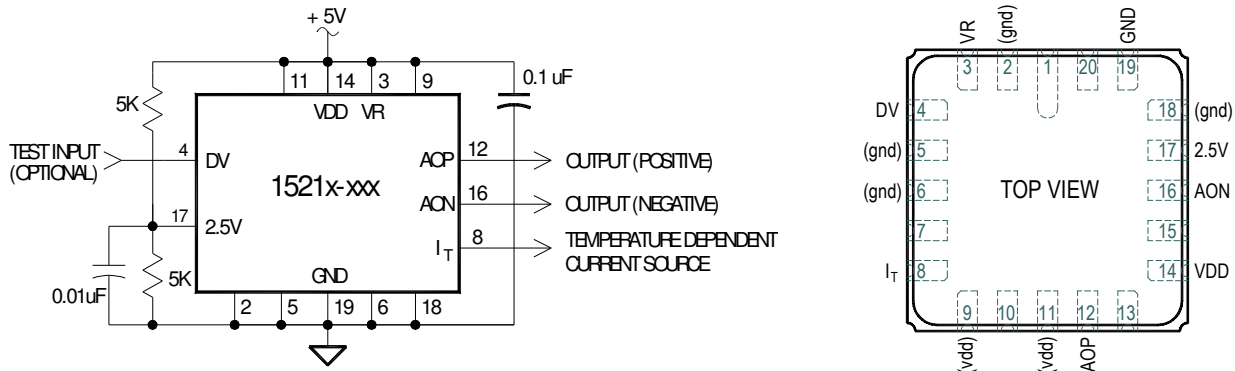 + 5V
11
14
3
9
0.1 uF
5K
VDD
VR
TEST INPUT
(OPTIONAL)
4
DV
AOP
12
OUTPUT (POSITIVE)
1521x-xxx
AON
16
OUTPUT (NEGATIVE)
17
2.5V
IT
8
TEMPERATURE DEPENDENT
CURRENT SOURCE
0.01uF
5K
GND
2
5
19
6
18
VR
(gnd)
GND
3
2
1
20
19
DV
4
18
(gnd)
(gnd)
5
17
2.5V
(gnd)
6
TOP VIEW
16
AON
7
15
IT
8
14
VDD
9
10
11
12
13
(vdd)
(vdd)
AOP